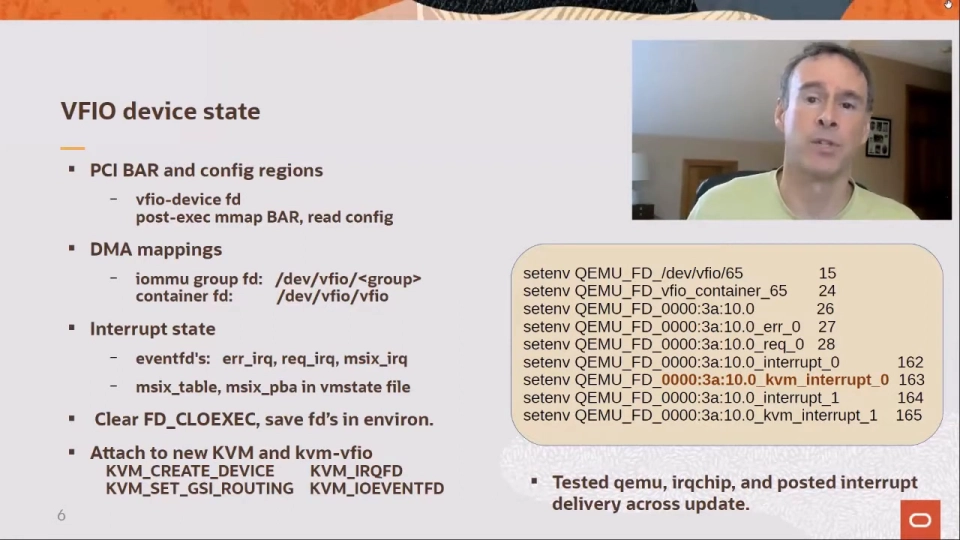 VFIO device state
▪ PCI BAR and config regions
– vfio-device fd
post-exec mmap BAR, read config
▪ DMA mappings
– iommu group fd: /dev/vfio/<group>
container fd: /dev/vfio/vfio
▪ Interrupt state
– eventfd's: err_irq, req_irq, msix_irq
– msix_table, msix_pba in vmstate file
▪ Clear FD_CLOEXEC, save fd's in environ.
▪ Attach to new KVM and kvm-vfio
KVM_CREATE_DEVICE KVM_IRQFD
KVM_SET_GSI_ROUTING KVM_IOEVENTFD
setenv QEMU_FD_/dev/vfio/65 15
setenv QEMU_FD_vfio_container_65 24
setenv QEMU_FD_0000:3a:10.0 26
setenv QEMU_FD_0000:3a:10.0_err_0 27
setenv QEMU_FD_0000:3a:10.0_req_0 28
setenv QEMU_FD_0000:3a:10.0_interrupt_0 162
setenv QEMU_FD_0000:3a:10.0_kvm_interrupt_0 163
setenv QEMU_FD_0000:3a:10.0_interrupt_1 164
setenv QEMU_FD_0000:3a:10.0_kvm_interrupt_1 165
▪ Tested qemu, irqchip, and posted interrupt
delivery across update.
6